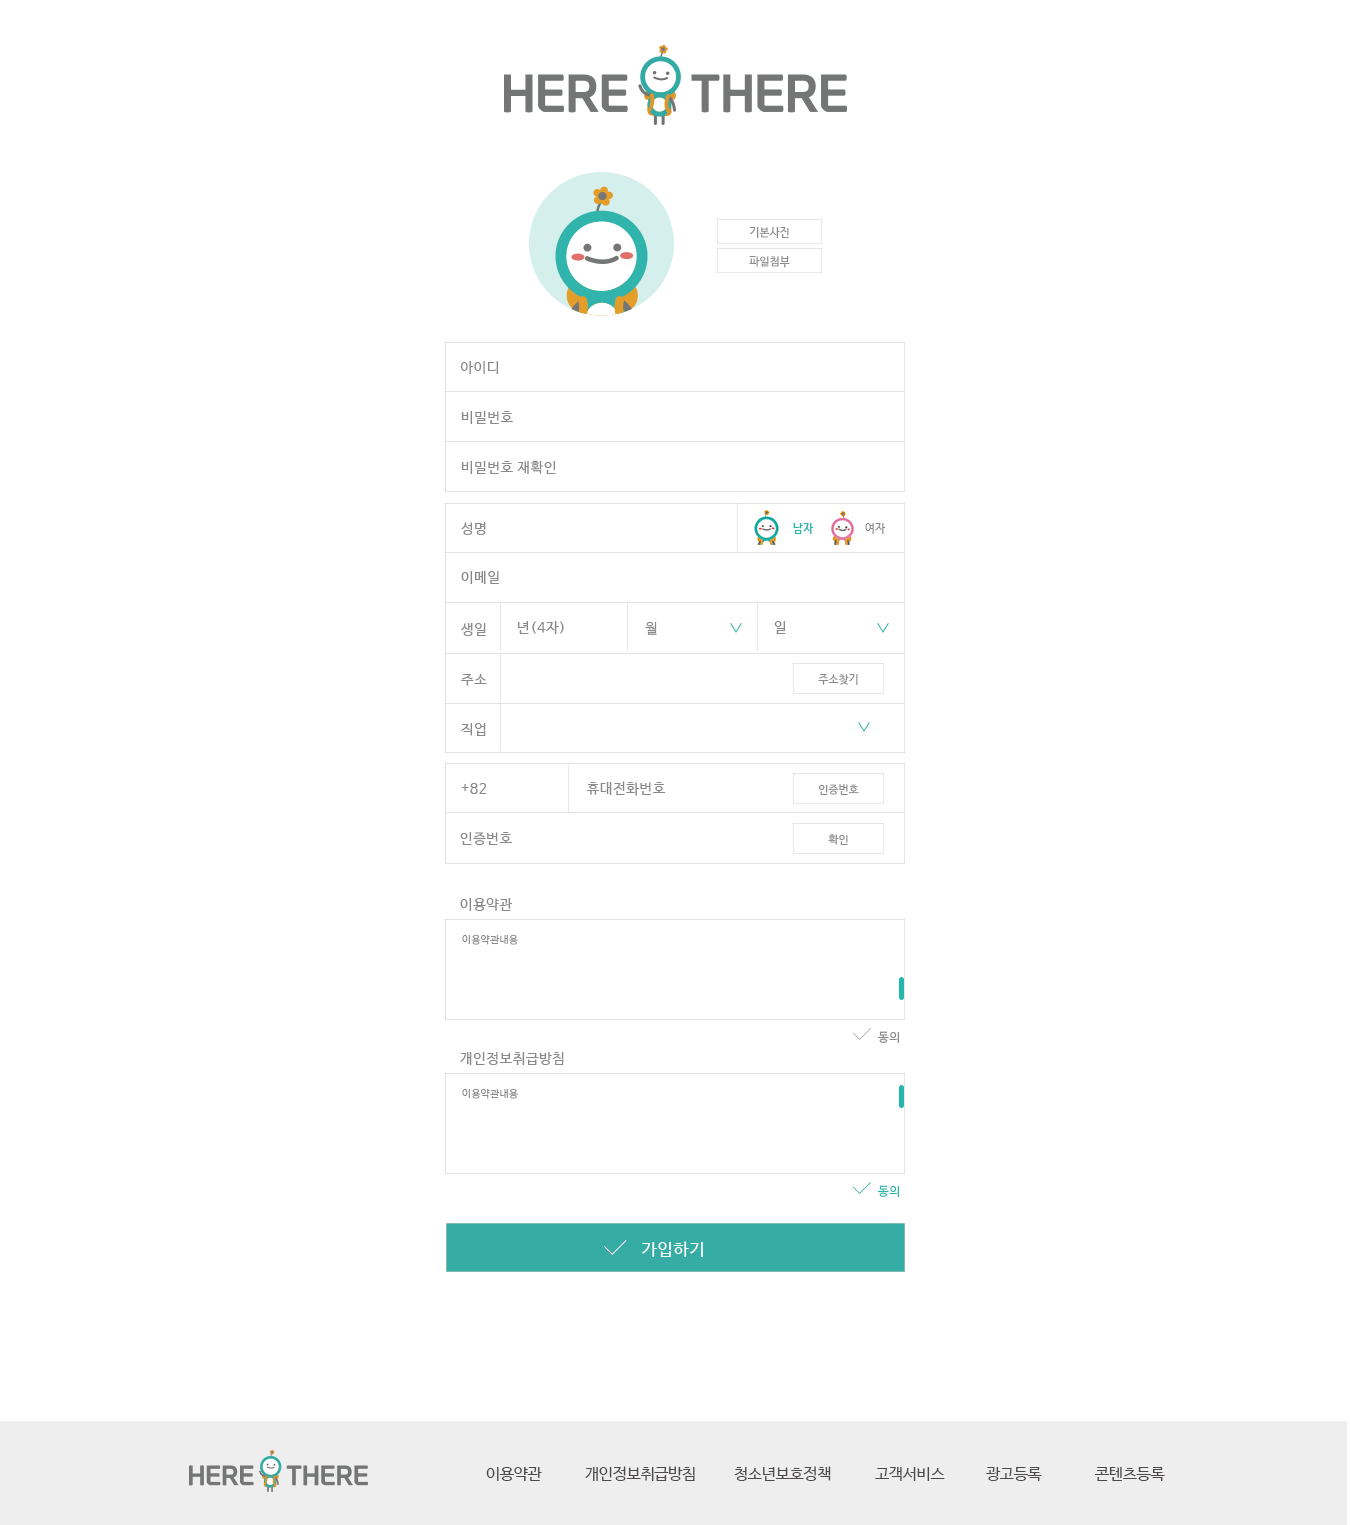 HERE THERE
기본사진
파일첨부
아이디
비밀번호
비밀번호 재확인
성명 남자 여자
이메일
생일 년(4자) 월 일
주소 주소찾기
직업
+82 휴대전화번호 인증번호
인증번호 확인
이용약관
이용약관내용
동의
개인정보취급방침
이용약관내용
동의
가입하기
HERE THERE 이용약관 개인정보취급방침 청소년보호정책 고객서비스 광고등록 콘텐츠등록